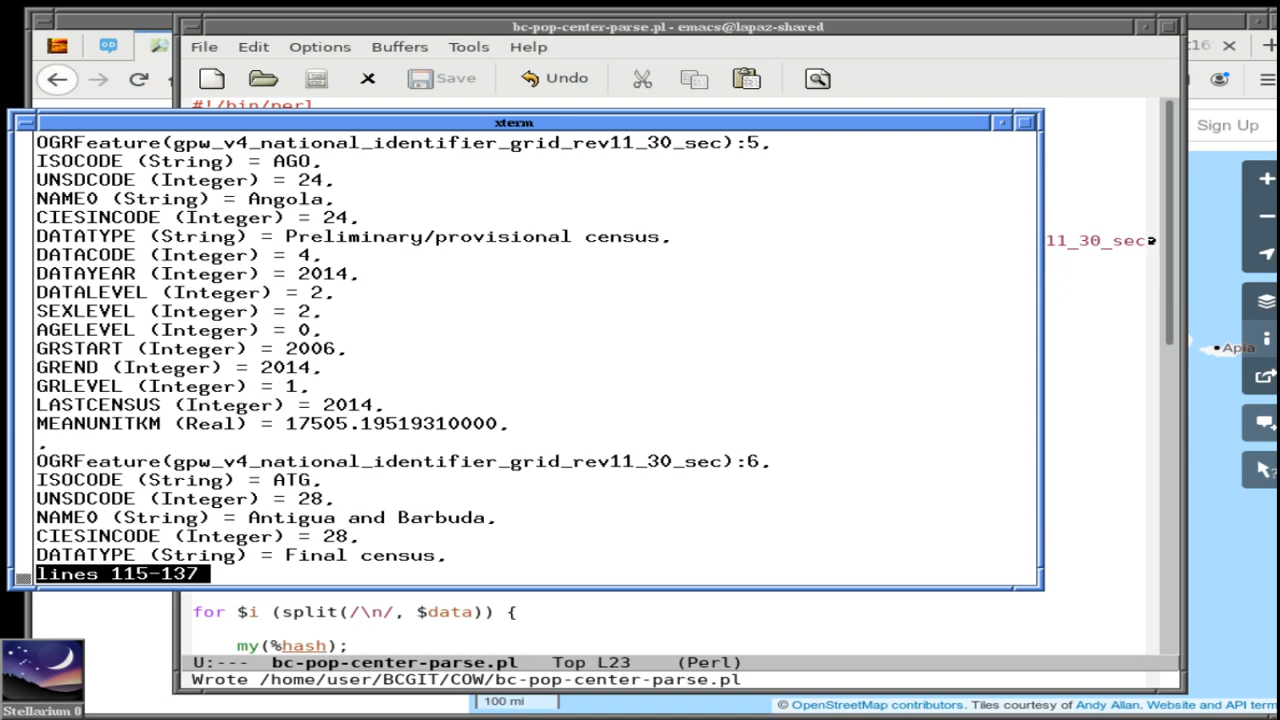 bc-pop-center-parse.pl - emacs@lapaz-shared
File Edit Options Buffers Tools Help
Save Undo
#!/bin/perl
xterm
OGRFeature(gpw_v4_national_identifier_grid_rev11_30_sec):5,
ISOCODE (String) = AGO,
UNSDCODE (Integer) = 24,
NAME0 (String) = Angola,
CIESINCODE (Integer) = 24,
DATATYPE (String) = Preliminary/provisional census,
DATACODE (Integer) = 4,
DATAYEAR (Integer) = 2014,
DATALEVEL (Integer) = 2,
SEXLEVEL (Integer) = 2,
AGELEVEL (Integer) = 0,
GRSTART (Integer) = 2006,
GREND (Integer) = 2014,
GRLEVEL (Integer) = 1,
LASTCENSUS (Integer) = 2014,
MEANUNITKM (Real) = 17505.19519310000,
,
OGRFeature(gpw_v4_national_identifier_grid_rev11_30_sec):6,
ISOCODE (String) = ATG,
UNSDCODE (Integer) = 28,
NAME0 (String) = Antigua and Barbuda,
CIESINCODE (Integer) = 28,
DATATYPE (String) = Final census,
lines 115-137
11_30_sec
for $i (split(/\n/, $data)) {
my(%hash);
U:--- bc-pop-center-parse.pl Top L23 (Perl)
Wrote /home/user/BCGIT/COW/bc-pop-center-parse.pl
Sign Up
Apia
100 mi
© OpenStreetMap contributors. Tiles courtesy of Andy Allan. Website and API term
Stellarium 0